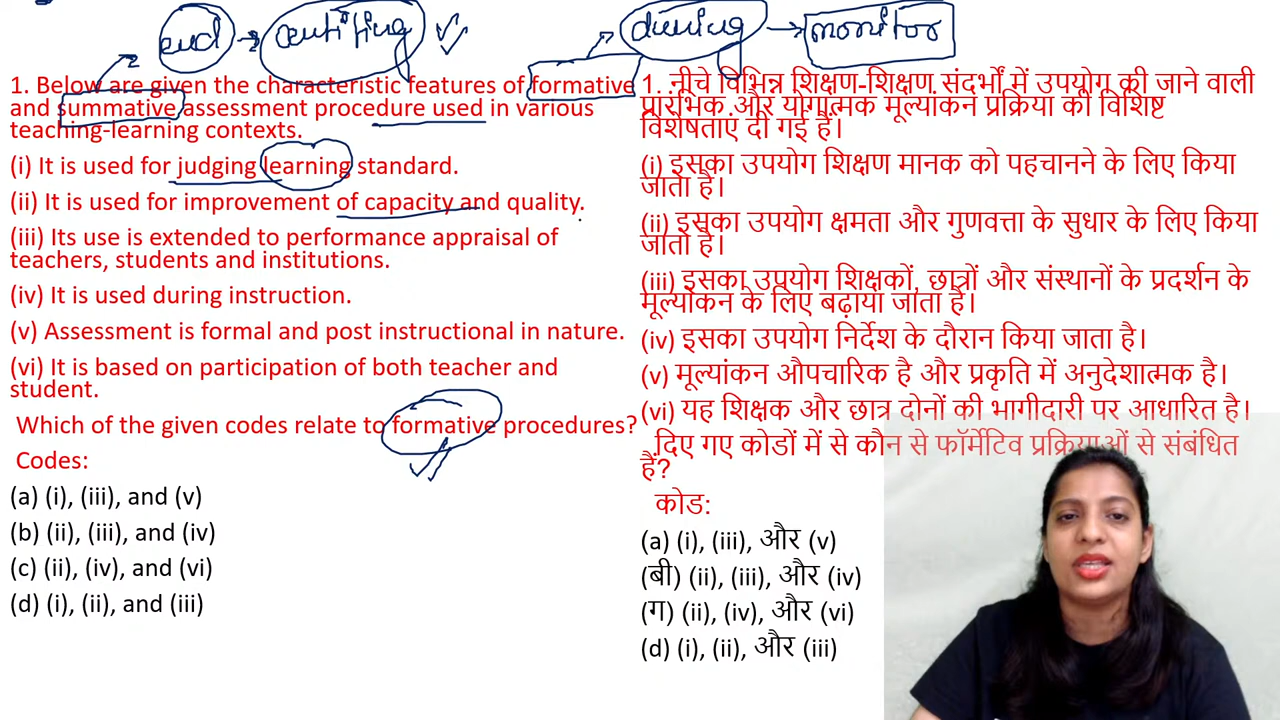 end → certifying
during → monitor
1. Below are given the characteristic features of formative
and summative assessment procedure used in various
teaching-learning contexts.
(i) It is used for judging learning standard.
(ii) It is used for improvement of capacity and quality.
(iii) Its use is extended to performance appraisal of
teachers, students and institutions.
(iv) It is used during instruction.
(v) Assessment is formal and post instructional in nature.
(vi) It is based on participation of both teacher and
student.
Which of the given codes relate to formative procedures?
Codes:
(a) (i), (iii), and (v)
(b) (ii), (iii), and (iv)
(c) (ii), (iv), and (vi)
(d) (i), (ii), and (iii)
1. नीचे विभिन्न शिक्षण-शिक्षण संदर्भों में उपयोग की जाने वाली
प्रारंभिक और योगात्मक मूल्यांकन प्रक्रिया की विशिष्ट
विशेषताएं दी गई हैं।
(i) इसका उपयोग शिक्षण मानक को पहचानने के लिए किया
जाता है।
(ii) इसका उपयोग क्षमता और गुणवत्ता के सुधार के लिए किया
जाता है।
(iii) इसका उपयोग शिक्षकों, छात्रों और संस्थानों के प्रदर्शन के
मूल्यांकन के लिए बढ़ाया जाता है।
(iv) इसका उपयोग निर्देश के दौरान किया जाता है।
(v) मूल्यांकन औपचारिक है और प्रकृति में अनुदेशात्मक है।
(vi) यह शिक्षक और छात्र दोनों की भागीदारी पर आधारित है।
दिए गए कोडों में से कौन से फॉर्मेटिव प्रक्रियाओं से संबंधित
हैं?
कोड:
(a) (i), (iii), और (v)
(बी) (ii), (iii), और (iv)
(ग) (ii), (iv), और (vi)
(d) (i), (ii), और (iii)